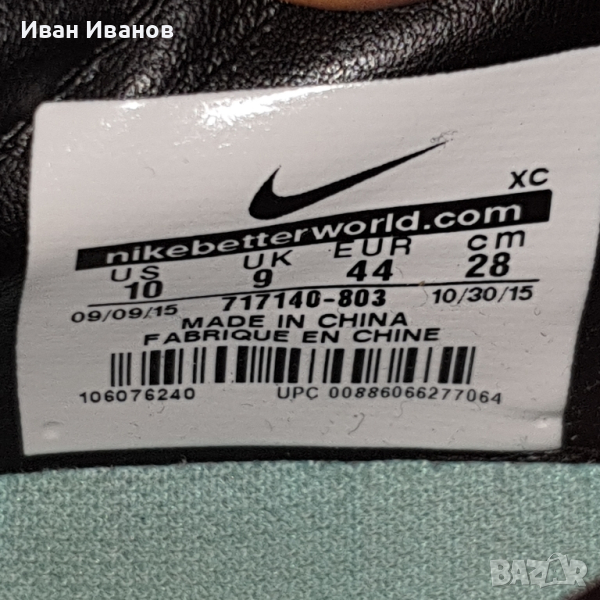 Иван Иванов
XC
nikebetterworld.com
US UK EUR cm
10 9 44 28
09/09/15 717140-803 10/30/15
MADE IN CHINA
FABRIQUE EN CHINE
106076240 UPC 00886066277064
BAZAR